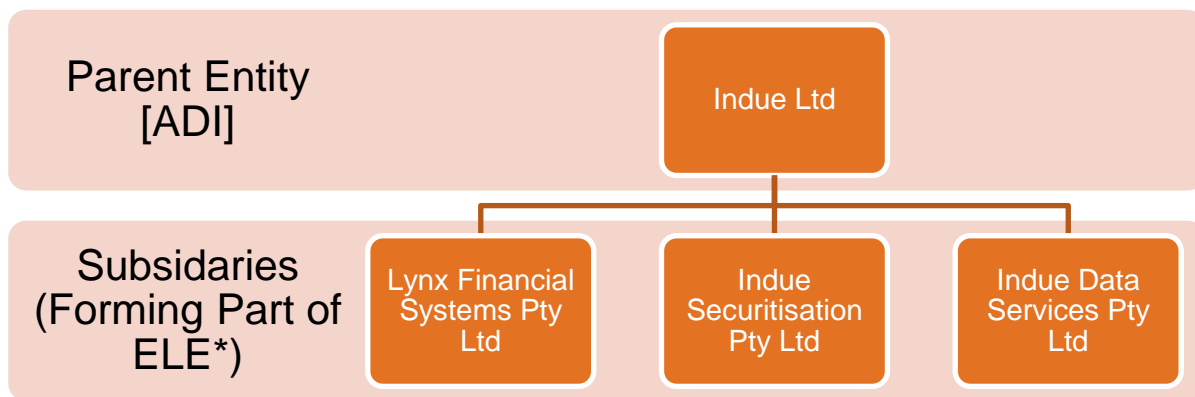 Parent Entity
[ADI]
Indue Ltd
Subsidaries
(Forming Part of
ELE*)
Lynx Financial
Systems Pty
Ltd
Indue
Securitisation
Pty Ltd
Indue Data
Services Pty
Ltd